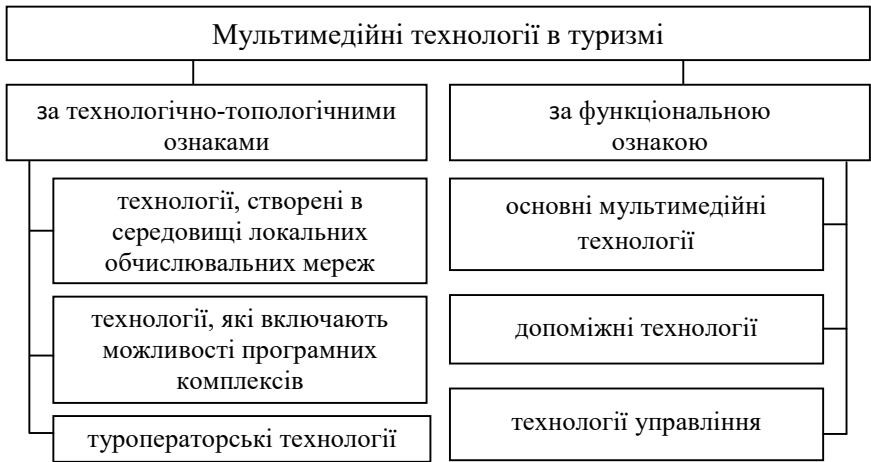 Мультимедійні технології в туризмі
за технологічно-топологічними
ознаками
технології, створені в
середовищі локальних
обчислювальних мереж
технології, які включають
можливості програмних
комплексів
туроператорські технології
за функціональною
ознакою
основні мультимедійні
технології
допоміжні технології
технології управління